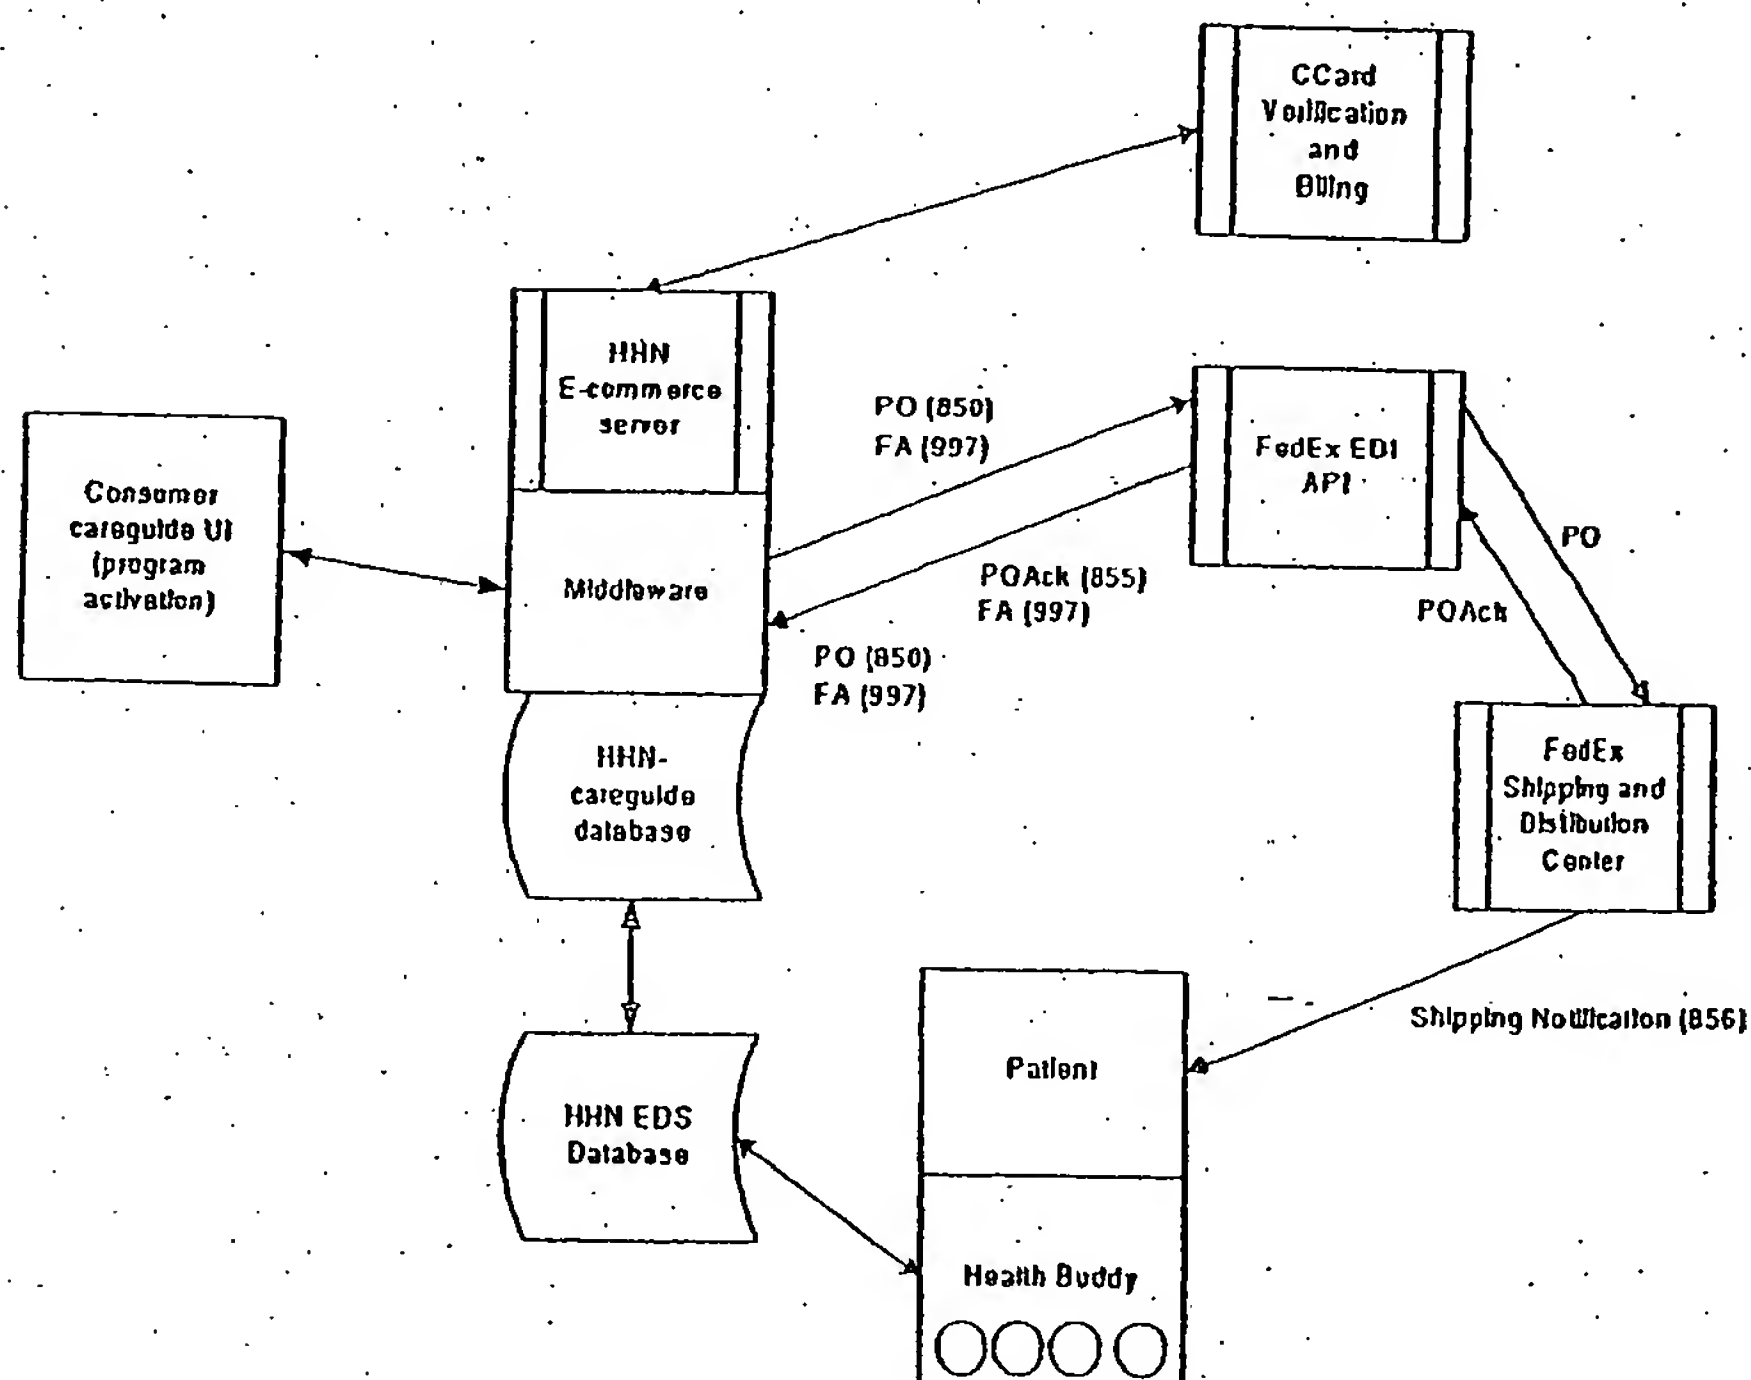 CCard
Verification
and
Billing
HHN
E-commerce
server
PO (850)
FA (997)
FedEx EDI
API
Consumer
careguide UI
(program
activation)
Middleware
PO
POAck (855)
FA (997)
POAck
PO (850)
FA (997)
HHN-
careguide
database
FedEx
Shipping and
Distibution
Center
Shipping Notification (856)
Patient
HHN EDS
Database
Health Buddy